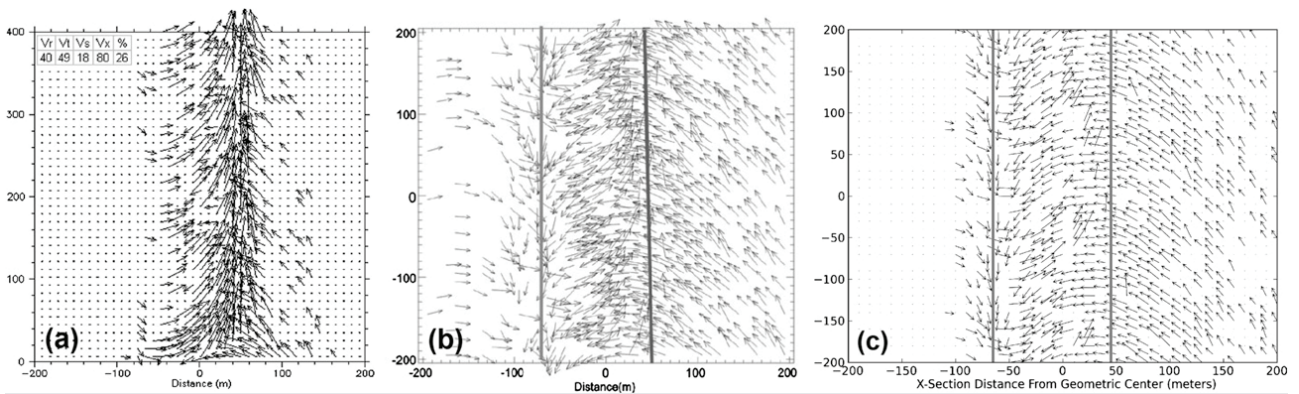 400
Vr Vt Vs Vx %
40 49 18 80 26
300
200
100
0
(a)
-200 -100 0 100 200
Distance (m)
200
100
0
-100
-200
(b)
-200 -100 0 100 200
Distance(m)
200
150
100
50
0
−50
−100
−150
−200
(c)
−200 −150 −100 −50 0 50 100 150 200
X-Section Distance From Geometric Center (meters)